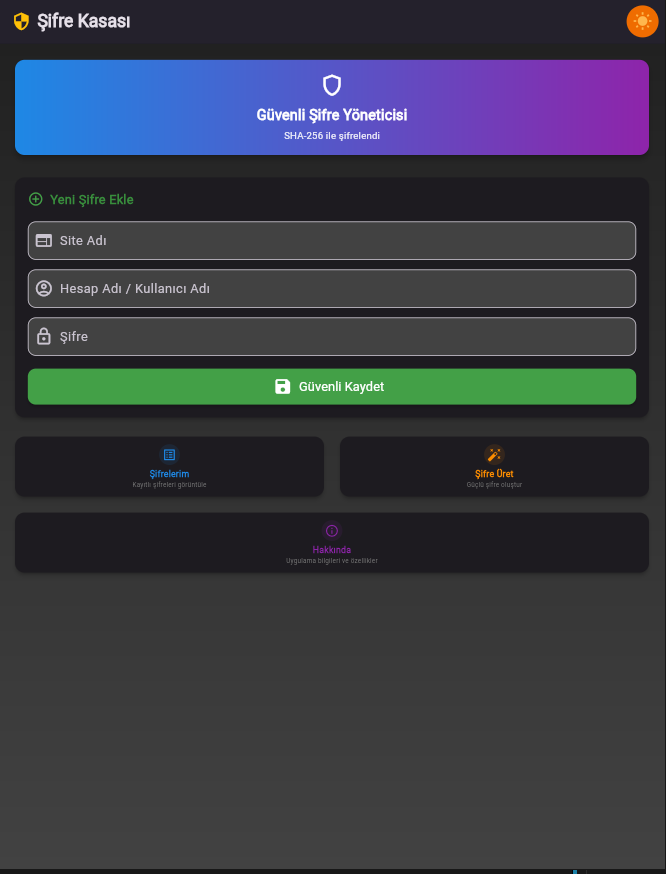 Şifre Kasası
Güvenli Şifre Yöneticisi
SHA-256 ile şifrelendi
Yeni Şifre Ekle
Site Adı
Hesap Adı / Kullanıcı Adı
Şifre
Güvenli Kaydet
Şifrelerim
Kayıtlı şifreleri görüntüle
Şifre Üret
Güçlü şifre oluştur
Hakkında
Uygulama bilgileri ve özellikler